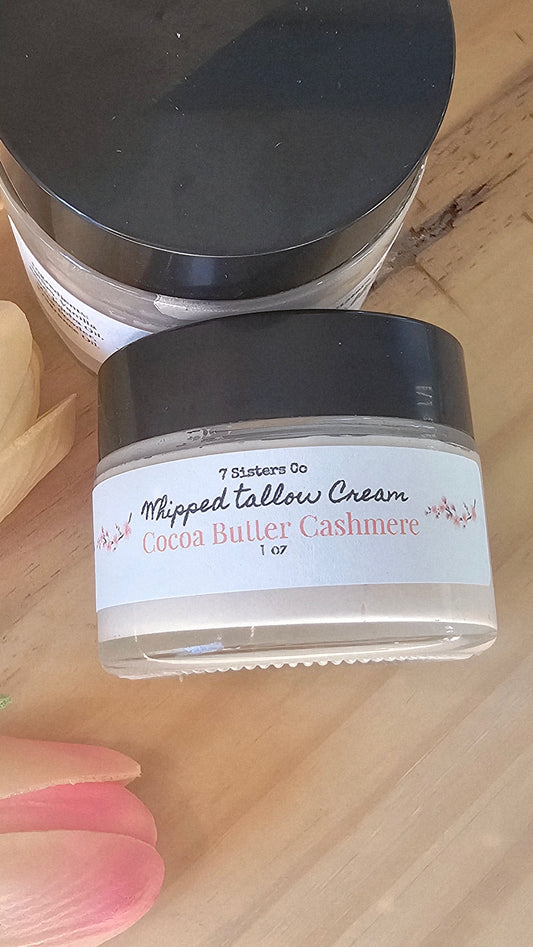 7 Sisters Co
Whipped tallow Cream
Cocoa Butter Cashmere
1 oz